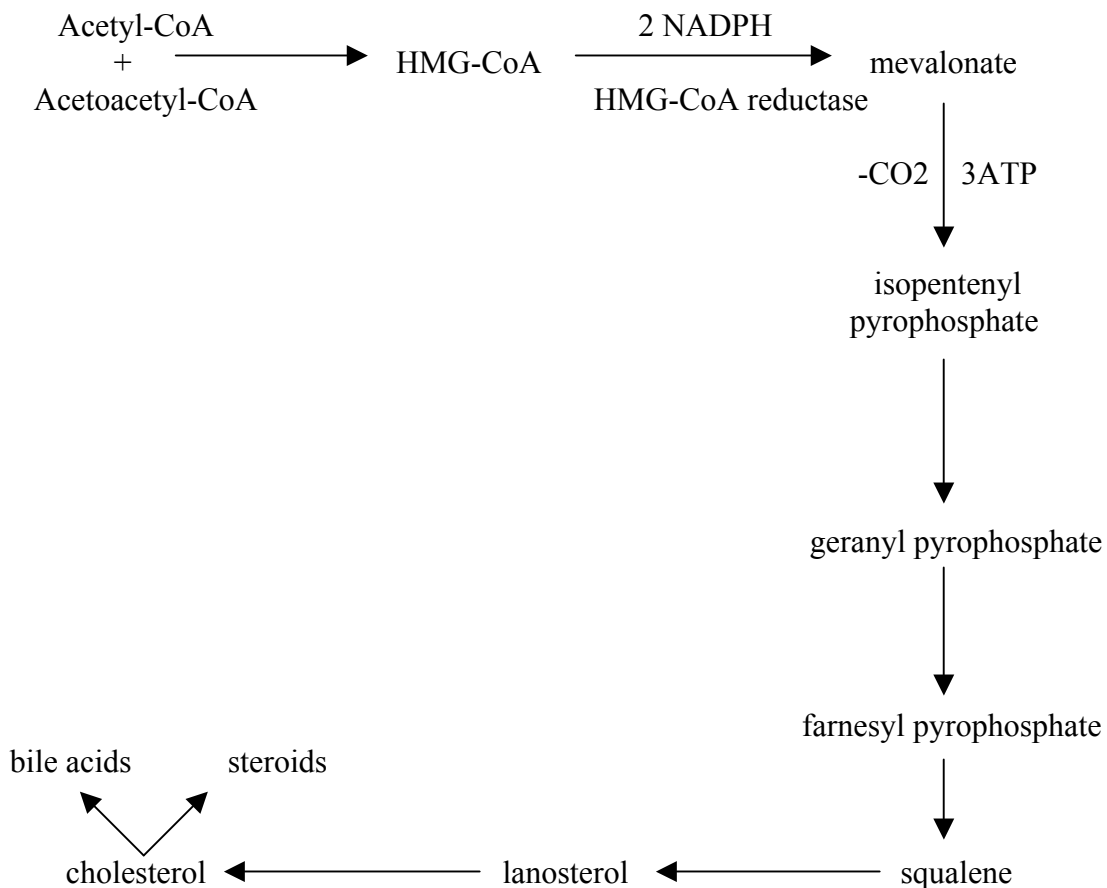 Acetyl-CoA
+
Acetoacetyl-CoA
HMG-CoA
2 NADPH
HMG-CoA reductase
mevalonate
-CO2
3ATP
isopentenyl
pyrophosphate
geranyl pyrophosphate
farnesyl pyrophosphate
bile acids
steroids
cholesterol
lanosterol
squalene